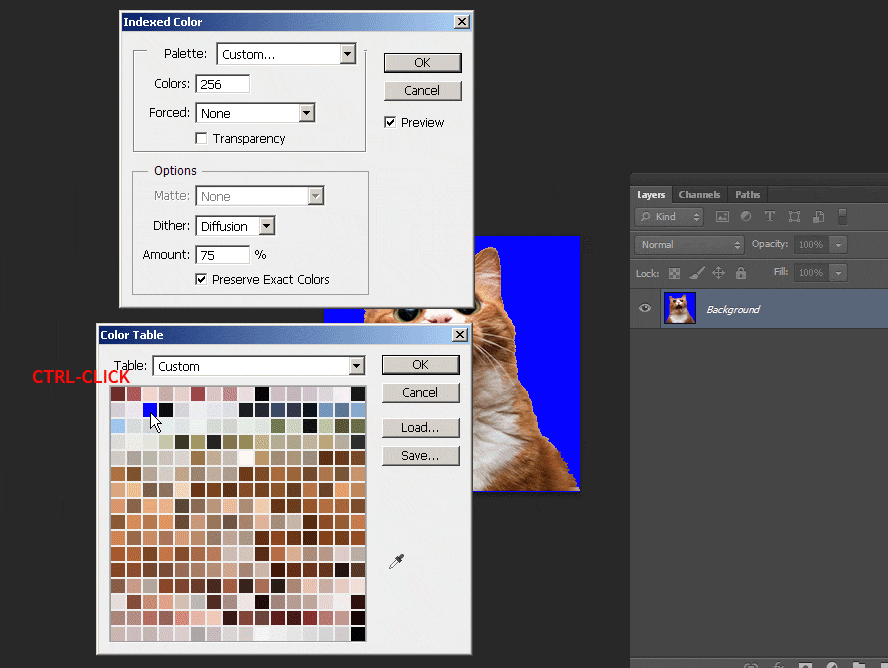 Indexed Color
Palette: Custom...
Colors: 256
Forced: None
Transparency
OK
Cancel
Preview
Options
Matte: None
Dither: Diffusion
Amount: 75 %
Preserve Exact Colors
Color Table
Table: Custom
CTRL-CLICK
OK
Cancel
Load...
Save...
Layers Channels Paths
Kind
Normal Opacity: 100%
Lock: Fill: 100%
Background